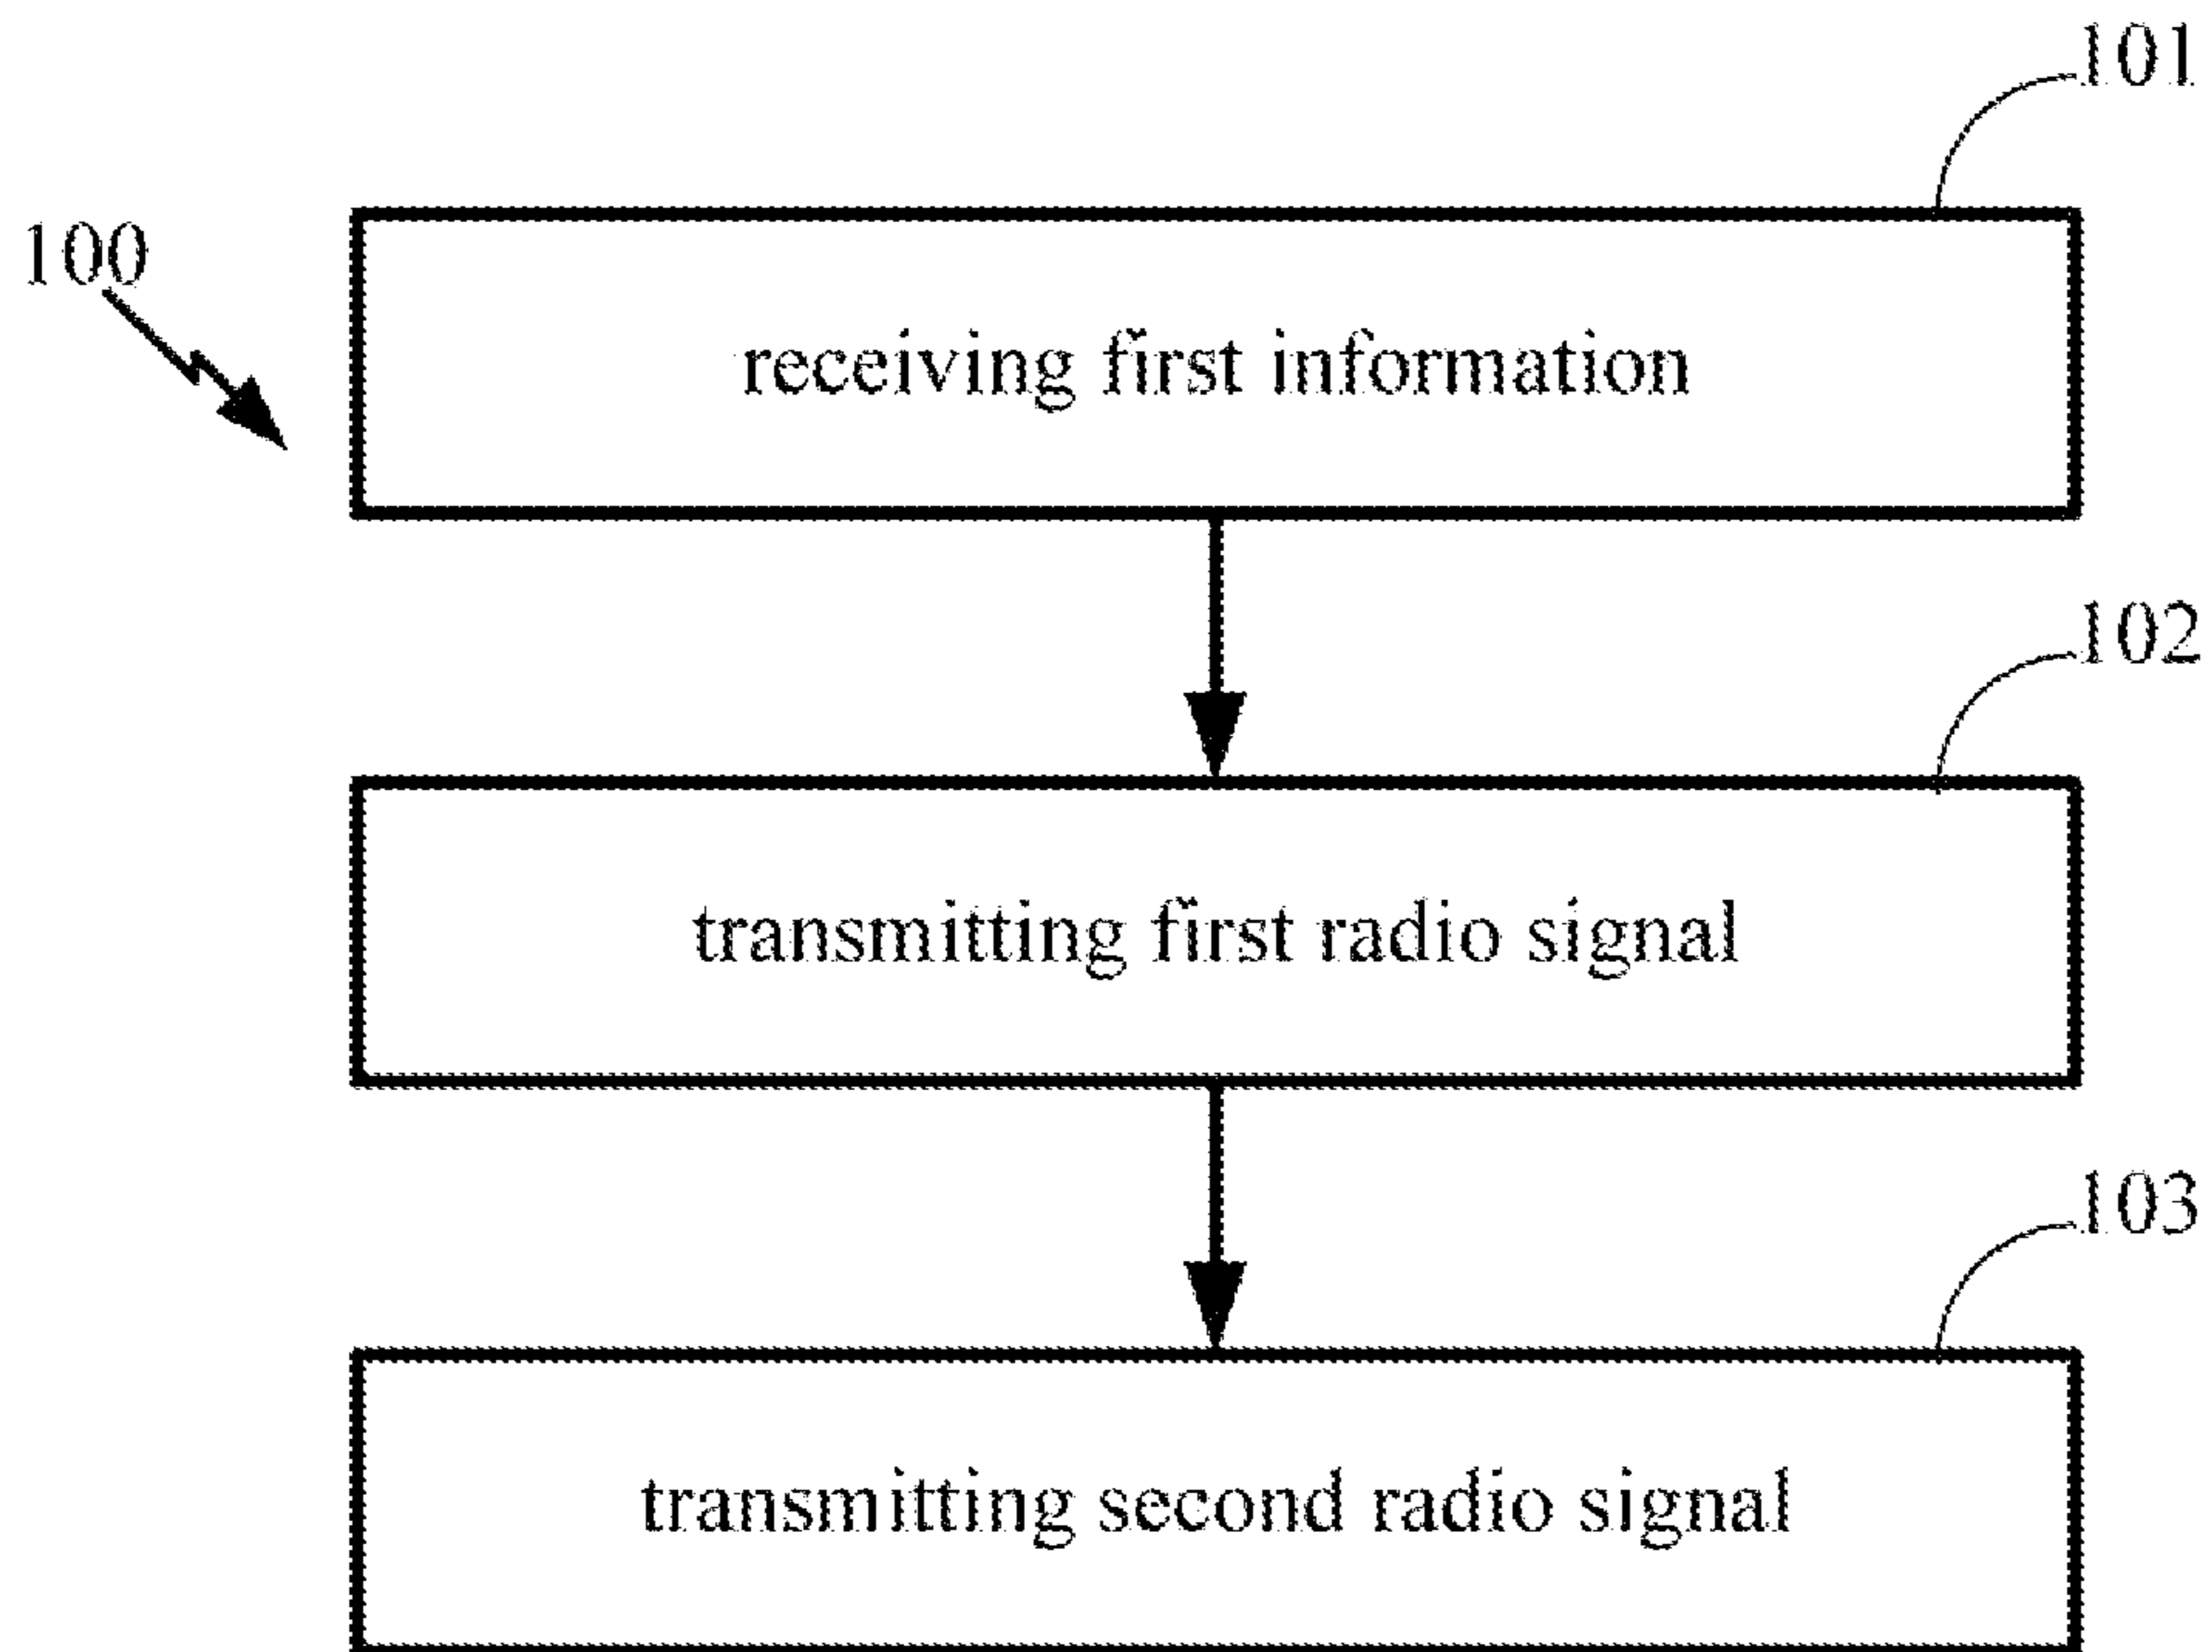 101
100
receiving first information
102
transmitting first radio signal
103
transmitting second radio signal